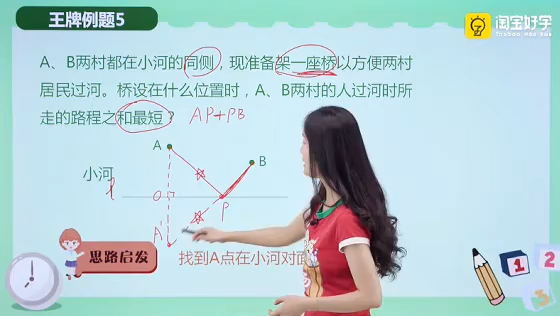 王牌例题5
淘宝好学
taobao haoxue
A、B两村都在小河的同侧，现准备架一座桥以方便两村
居民过河。桥设在什么位置时，A、B两村的人过河时所
走的路程之和最短？ AP+PB
A
B
小河
l
O
P
A'
思路启发
找到A点在小河对面
1
2
3